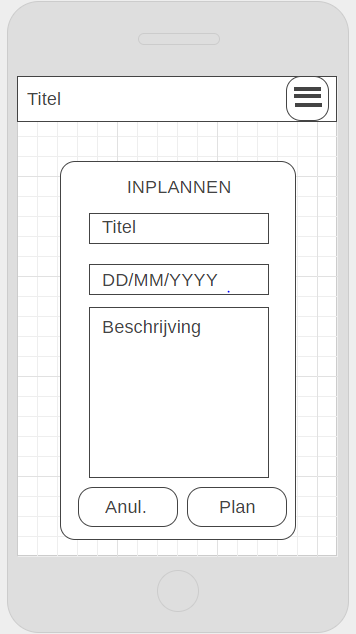 Titel
INPLANNEN
Titel
DD/MM/YYYY .
Beschrijving
Anul.
Plan